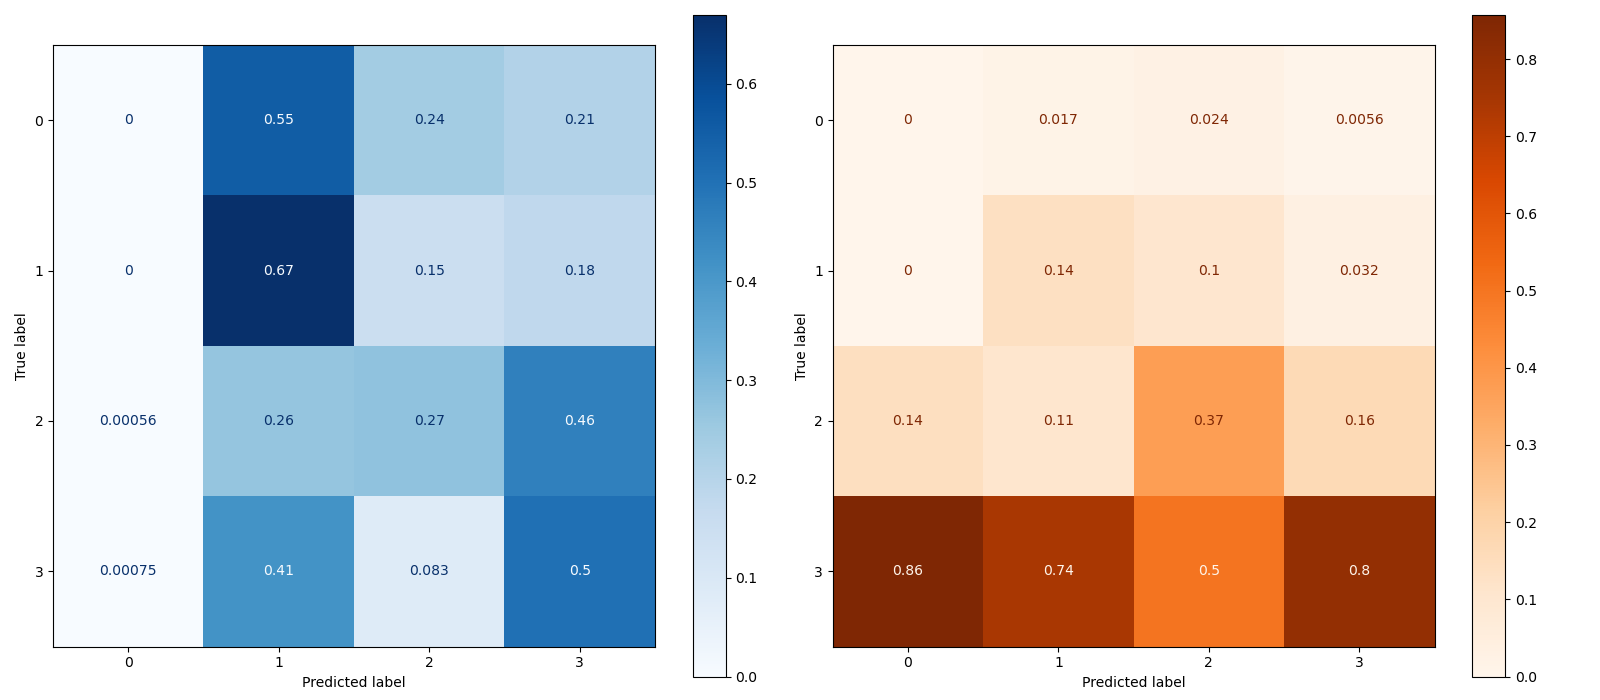 0 0 0.55 0.24 0.21
1 0 0.67 0.15 0.18
True label
2 0.00056 0.26 0.27 0.46
3 0.00075 0.41 0.083 0.5
0 1 2 3
Predicted label
0.6
0.5
0.4
0.3
0.2
0.1
0.0
0 0 0.017 0.024 0.0056
1 0 0.14 0.1 0.032
True label
2 0.14 0.11 0.37 0.16
3 0.86 0.74 0.5 0.8
0 1 2 3
Predicted label
0.8
0.7
0.6
0.5
0.4
0.3
0.2
0.1
0.0